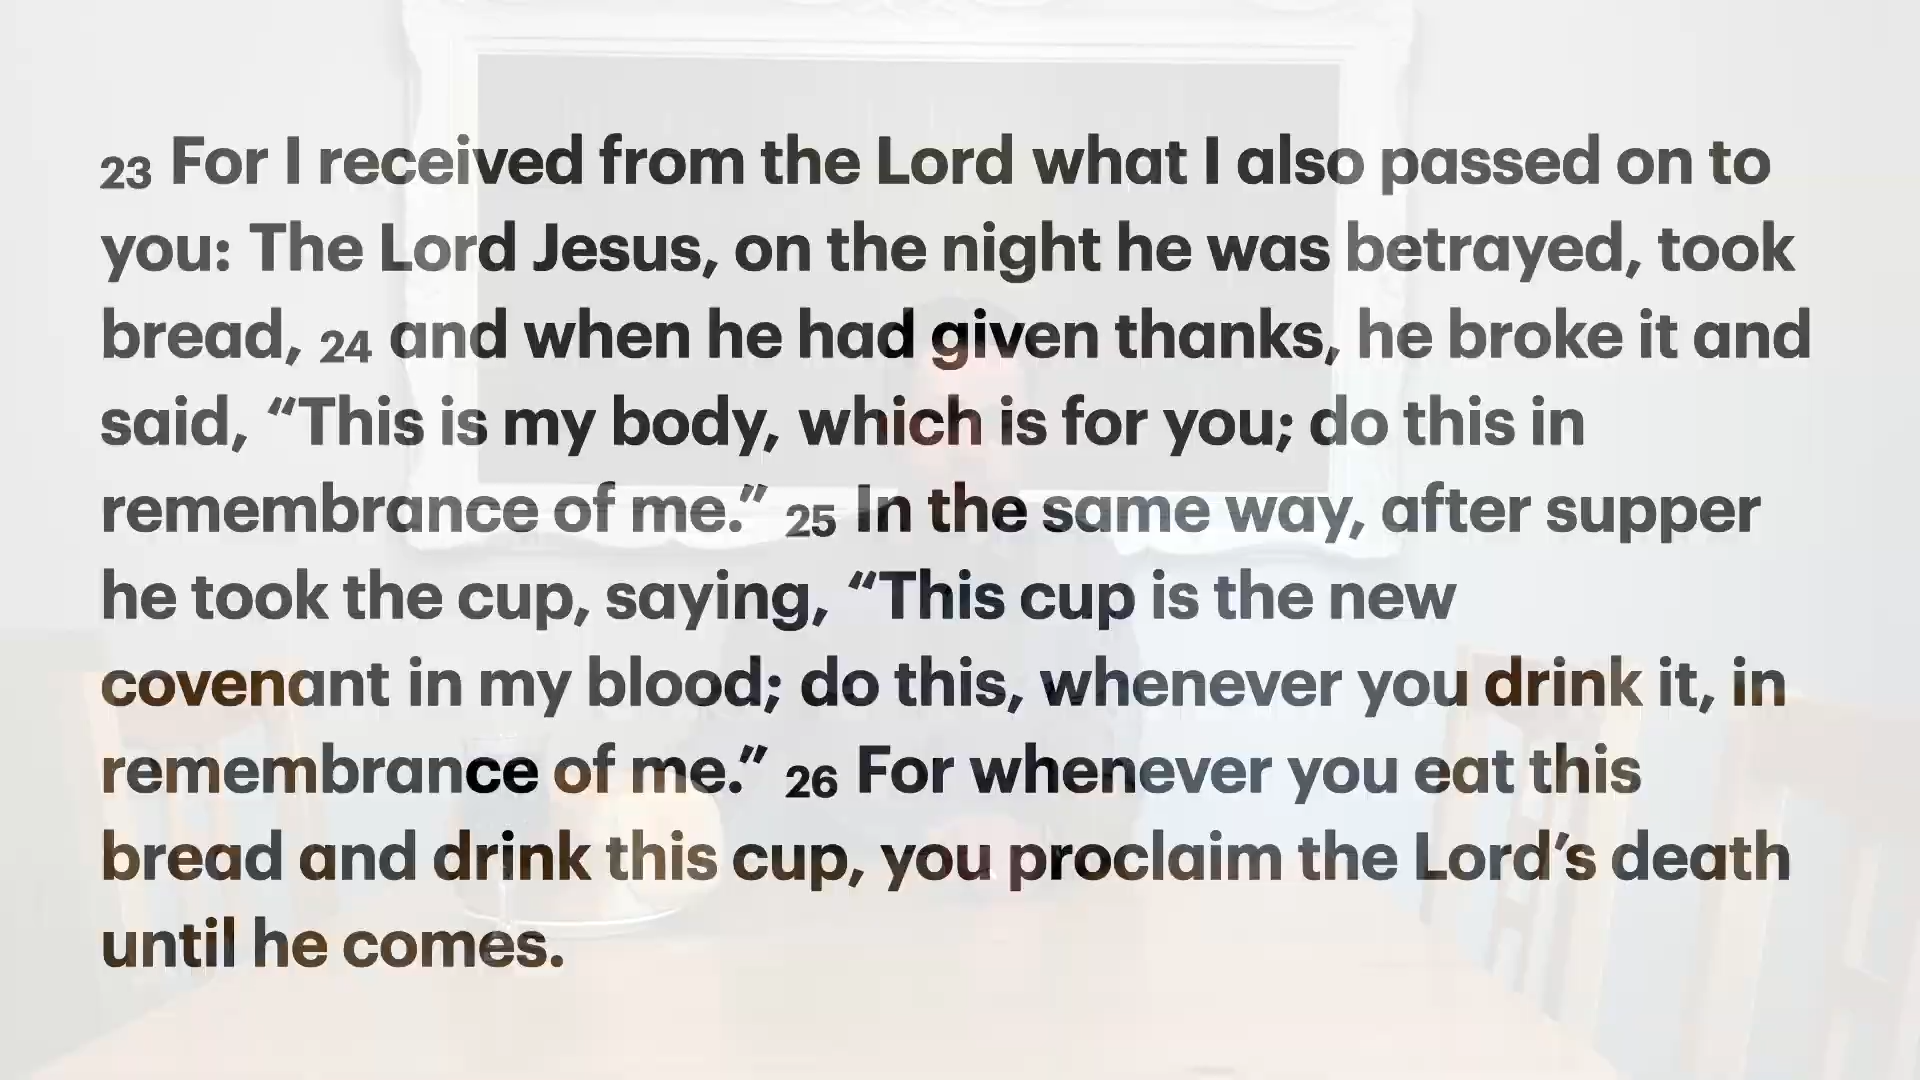 23 For I received from the Lord what I also passed on to
you: The Lord Jesus, on the night he was betrayed, took
bread, 24 and when he had given thanks, he broke it and
said, “This is my body, which is for you; do this in
remembrance of me.” 25 In the same way, after supper
he took the cup, saying, “This cup is the new
covenant in my blood; do this, whenever you drink it, in
remembrance of me.” 26 For whenever you eat this
bread and drink this cup, you proclaim the Lord’s death
until he comes.